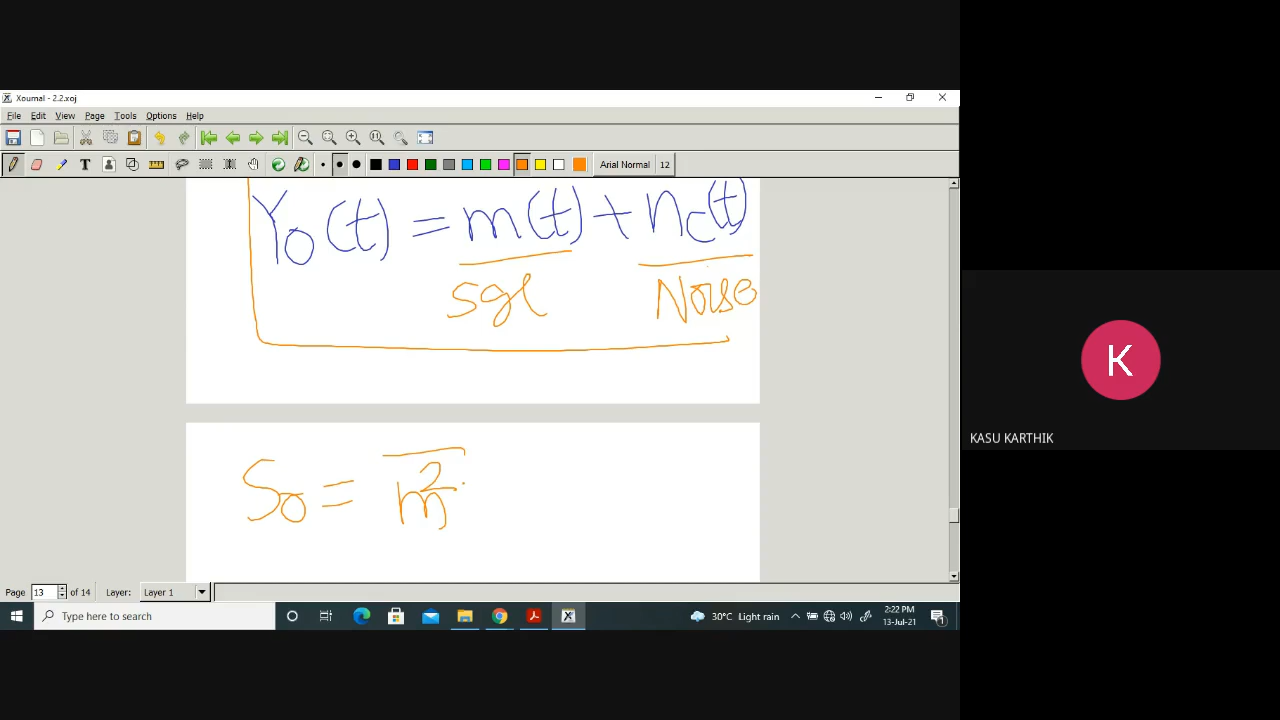 Xournal - 2.2.xoj
File Edit View Page Tools Options Help
T Arial Normal 12
Yo(t) = m(t) + nc(t)
sgl Noise
So = m²
Page 13 of 14 Layer: Layer 1
Type here to search 30°C Light rain 2:22 PM
13-Jul-21
K
KASU KARTHIK